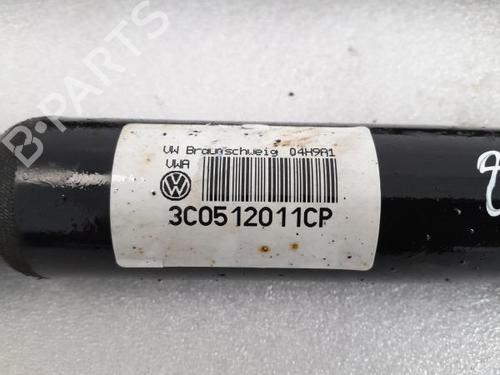 B-PARTS
VW Braunschweig 04H9A1
VWA
3C0512011CP